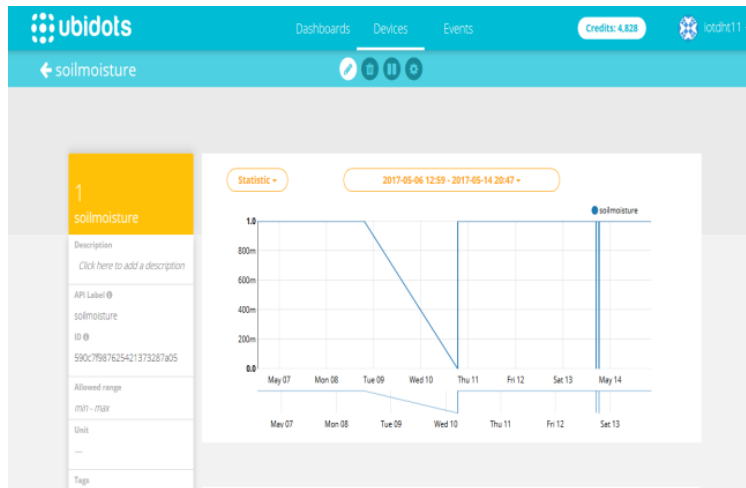 ubidots
Dashboards Devices Events Credits: 4,828 iotdht11
soilmoisture
1
soilmoisture
Description
Click here to add a description
API Label
soilmoisture
ID
590c7f987625421373287a05
Allowed range
min - max
Unit
---
Tags
Statistic
2017-05-06 12:59 - 2017-05-14 20:47
soilmoisture
1.0
800m
600m
400m
200m
0.0
May 07 Mon 08 Tue 09 Wed 10 Thu 11 Fri 12 Sat 13 May 14
May 07 Mon 08 Tue 09 Wed 10 Thu 11 Fri 12 Sat 13